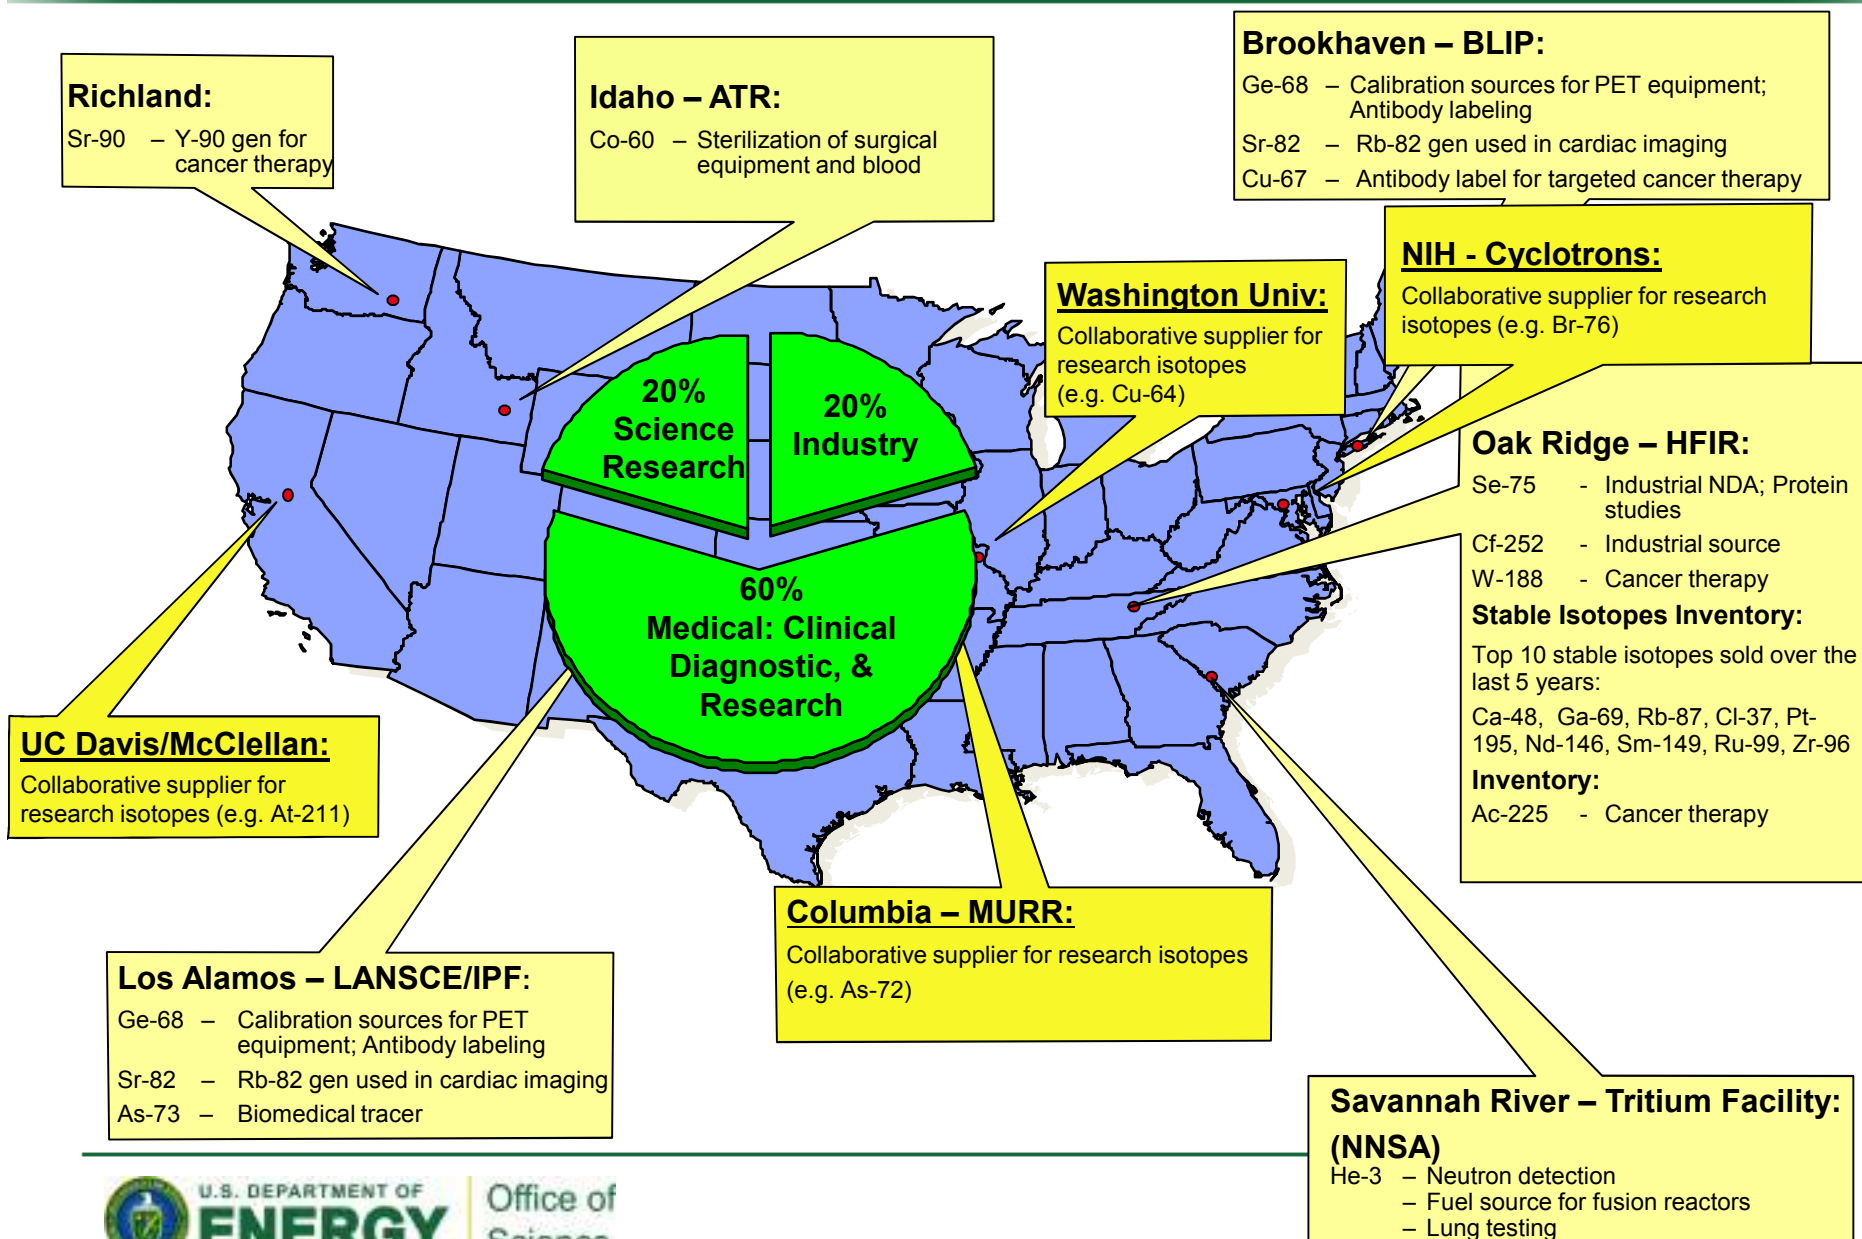 Richland:
Sr-90 – Y-90 gen for
cancer therapy
Idaho – ATR:
Co-60 – Sterilization of surgical
equipment and blood
Brookhaven – BLIP:
Ge-68 – Calibration sources for PET equipment;
Antibody labeling
Sr-82 – Rb-82 gen used in cardiac imaging
Cu-67 – Antibody label for targeted cancer therapy
NIH - Cyclotrons:
Collaborative supplier for research
isotopes (e.g. Br-76)
Washington Univ:
Collaborative supplier for
research isotopes
(e.g. Cu-64)
20%
Science
Research
20%
Industry
60%
Medical: Clinical
Diagnostic, &
Research
Oak Ridge – HFIR:
Se-75 - Industrial NDA; Protein
studies
Cf-252 - Industrial source
W-188 - Cancer therapy
Stable Isotopes Inventory:
Top 10 stable isotopes sold over the
last 5 years:
Ca-48, Ga-69, Rb-87, Cl-37, Pt-
195, Nd-146, Sm-149, Ru-99, Zr-96
Inventory:
Ac-225 - Cancer therapy
UC Davis/McClellan:
Collaborative supplier for
research isotopes (e.g. At-211)
Columbia – MURR:
Collaborative supplier for research isotopes
(e.g. As-72)
Los Alamos – LANSCE/IPF:
Ge-68 – Calibration sources for PET
equipment; Antibody labeling
Sr-82 – Rb-82 gen used in cardiac imaging
As-73 – Biomedical tracer
Savannah River – Tritium Facility:
(NNSA)
He-3 – Neutron detection
– Fuel source for fusion reactors
– Lung testing
U.S. DEPARTMENT OF
ENERGY
Office of
Science